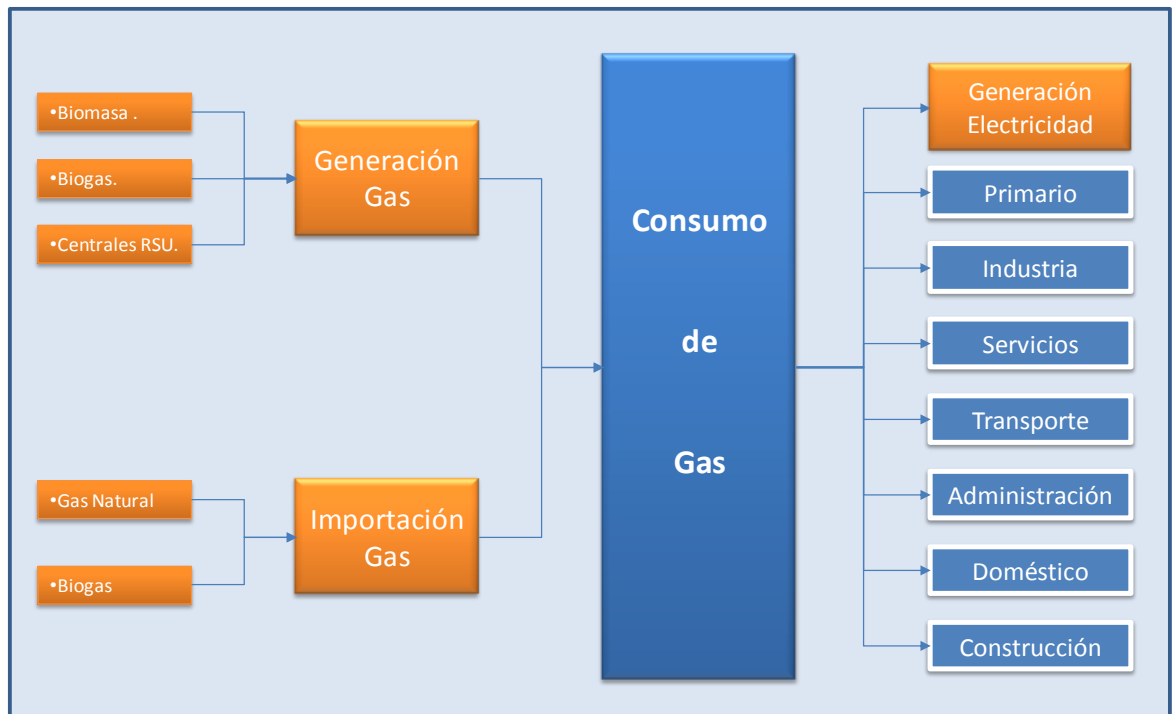 •Biomasa .
•Biogas.
•Centrales RSU.
Generación
Gas
•Gas Natural
•Biogas
Importación
Gas
Consumo
de
Gas
Generación
Electricidad
Primario
Industria
Servicios
Transporte
Administración
Doméstico
Construcción